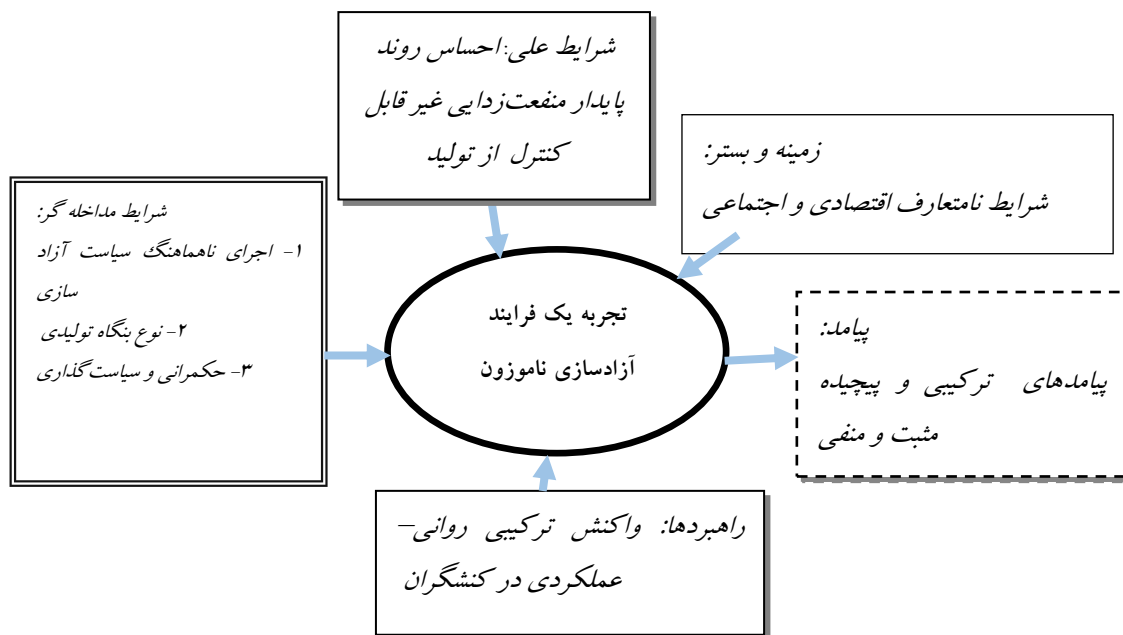 شرایط علی: احساس روند
پایدار منفعت‌زدایی غیر قابل
کنترل از تولید
زمینه و بستر:
شرایط نامتعارف اقتصادی و اجتماعی
شرایط مداخله گر:
۱- اجرای ناهماهنگ سیاست آزاد
سازی
۲- نوع بنگاه تولیدی
۳- حکمرانی و سیاست‌گذاری
تجربه یک فرایند
آزادسازی ناموزون
پیامد:
پیامدهای ترکیبی و پیچیده
مثبت و منفی
راهبردها: واکنش ترکیبی روانی–
عملکردی در کنشگران